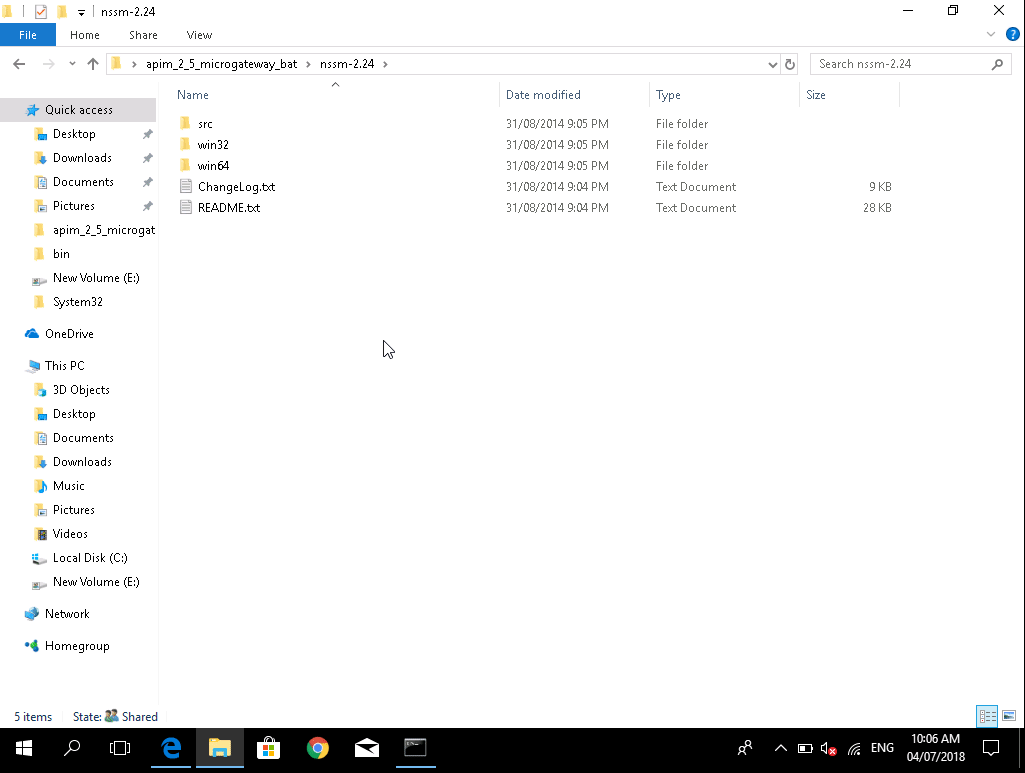 nssm-2.24
File Home Share View
apim_2_5_microgateway_bat nssm-2.24 Search nssm-2.24
Name Date modified Type Size
Quick access
Desktop
Downloads
Documents
Pictures
apim_2_5_microgat
bin
New Volume (E:)
System32
OneDrive
This PC
3D Objects
Desktop
Documents
Downloads
Music
Pictures
Videos
Local Disk (C:)
New Volume (E:)
Network
Homegroup
src 31/08/2014 9:05 PM File folder
win32 31/08/2014 9:05 PM File folder
win64 31/08/2014 9:05 PM File folder
ChangeLog.txt 31/08/2014 9:04 PM Text Document 9 KB
README.txt 31/08/2014 9:04 PM Text Document 28 KB
5 items State: Shared
ENG 10:06 AM
04/07/2018